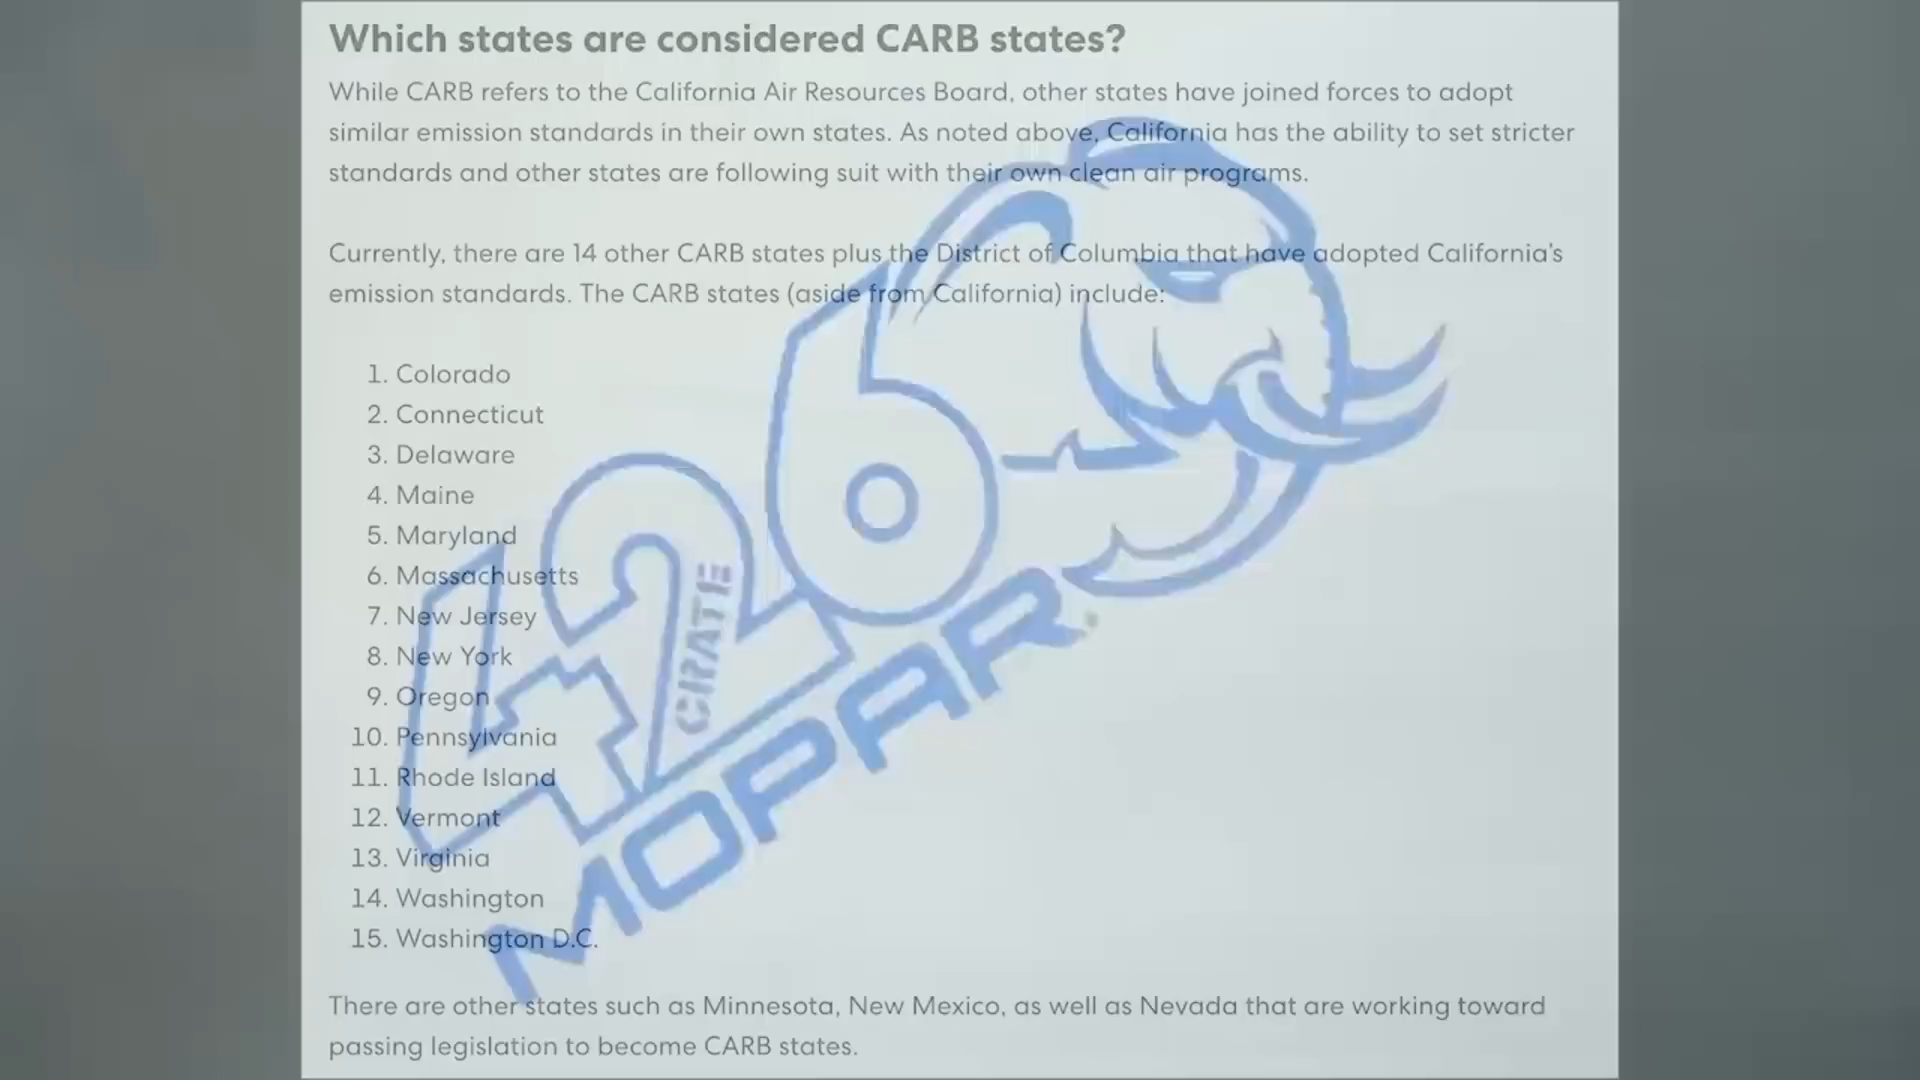 Which states are considered CARB states?
While CARB refers to the California Air Resources Board, other states have joined forces to adopt
similar emission standards in their own states. As noted above, California has the ability to set stricter
standards and other states are following suit with their own clean air programs.
Currently, there are 14 other CARB states plus the District of Columbia that have adopted California's
emission standards. The CARB states (aside from California) include:
1. Colorado
2. Connecticut
3. Delaware
4. Maine
5. Maryland
6. Massachusetts
7. New Jersey
8. New York
9. Oregon
10. Pennsylvania
11. Rhode Island
12. Vermont
13. Virginia
14. Washington
15. Washington D.C.
There are other states such as Minnesota, New Mexico, as well as Nevada that are working toward
passing legislation to become CARB states.
426
CRATE
MOPAR